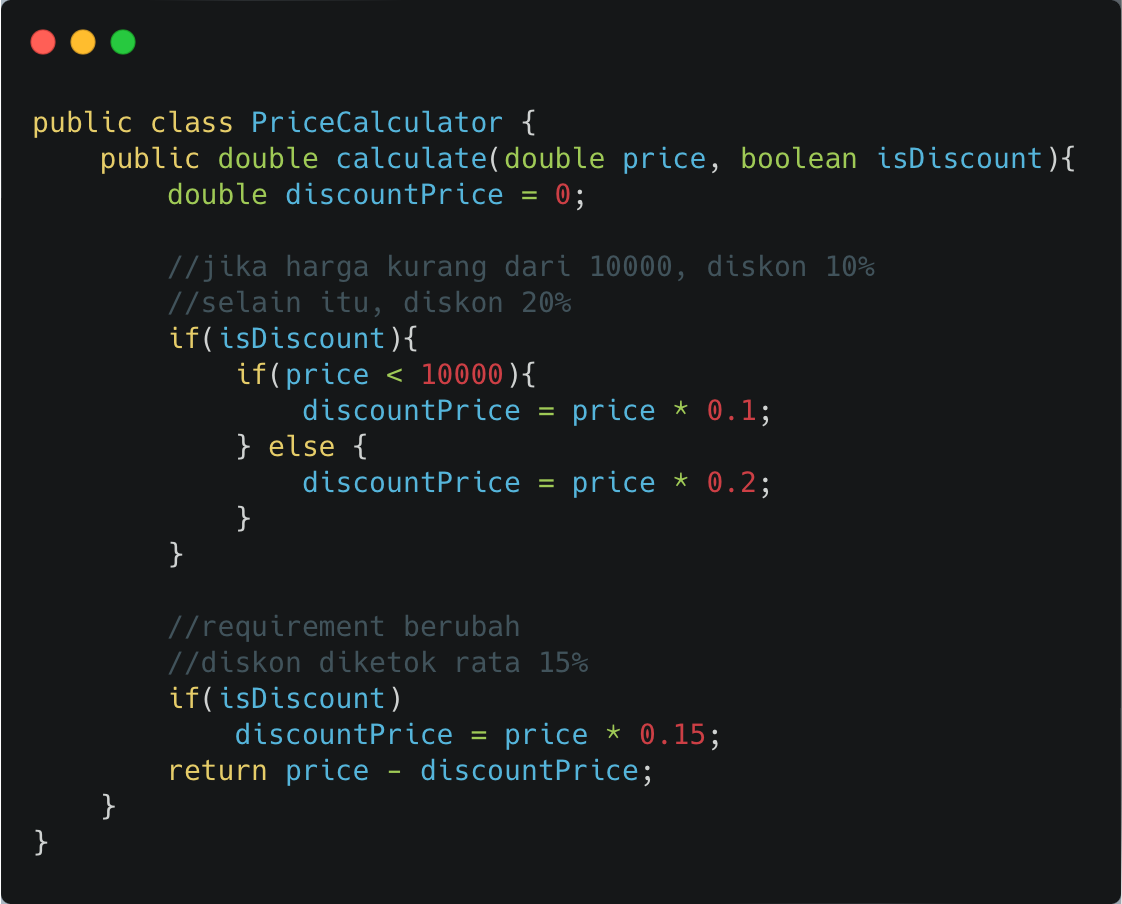 public class PriceCalculator {
    public double calculate(double price, boolean isDiscount){
        double discountPrice = 0;

        //jika harga kurang dari 10000, diskon 10%
        //selain itu, diskon 20%
        if(isDiscount){
            if(price < 10000){
                discountPrice = price * 0.1;
            } else {
                discountPrice = price * 0.2;
            }
        }

        //requirement berubah
        //diskon diketok rata 15%
        if(isDiscount)
            discountPrice = price * 0.15;
        return price - discountPrice;
    }
}